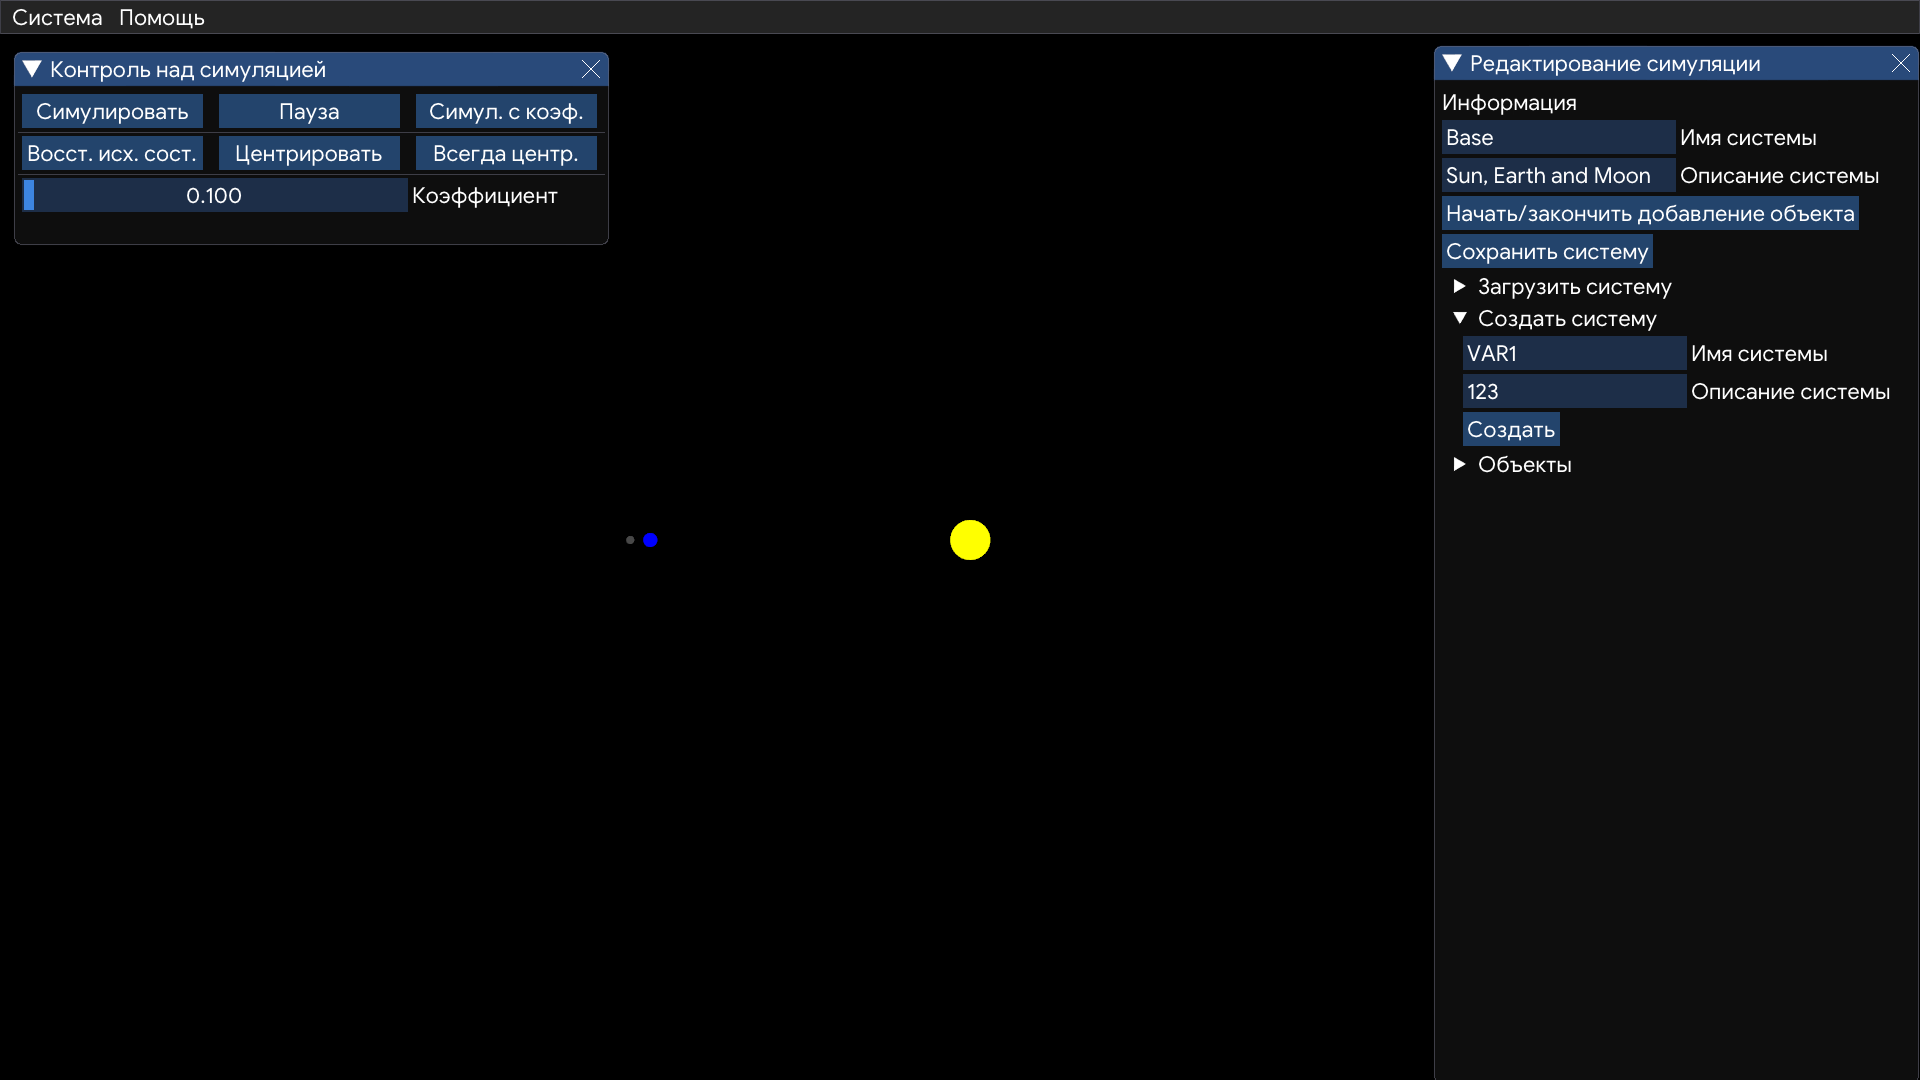 Система Помощь
Контроль над симуляцией
Симулировать Пауза Симул. с коэф.
Восст. исх. сост. Центрировать Всегда центр.
0.100 Коэффициент
Редактирование симуляции
Информация
Base Имя системы
Sun, Earth and Moon Описание системы
Начать/закончить добавление объекта
Сохранить систему
Загрузить систему
Создать систему
VAR1 Имя системы
123 Описание системы
Создать
Объекты